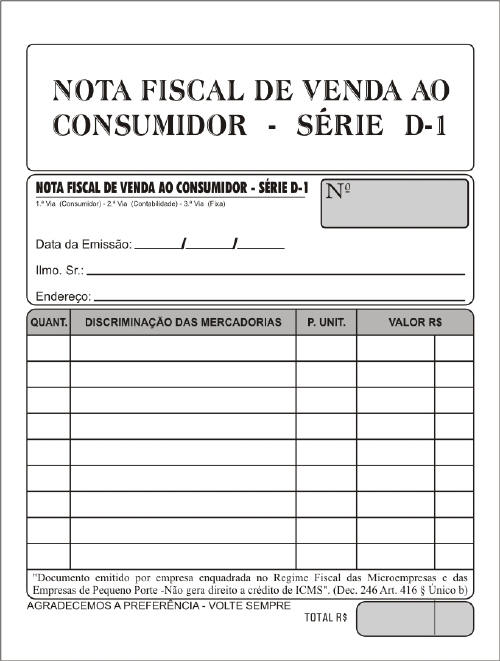 NOTA FISCAL DE VENDA AO
CONSUMIDOR - SÉRIE D-1
NOTA FISCAL DE VENDA AO CONSUMIDOR - SÉRIE D-1
Nº
1.ª Via (Consumidor) - 2.ª Via (Contabilidade) - 3.ª Via (Fixa)
Data da Emissão: ______/______/______
Ilmo. Sr.:
Endereço:
QUANT. DISCRIMINAÇÃO DAS MERCADORIAS P. UNIT. VALOR R$
"Documento emitido por empresa enquadrada no Regime Fiscal das Microempresas e das
Empresas de Pequeno Porte -Não gera direito a crédito de ICMS". (Dec. 246 Art. 416 § Único b)
AGRADECEMOS A PREFERÊNCIA - VOLTE SEMPRE
TOTAL R$